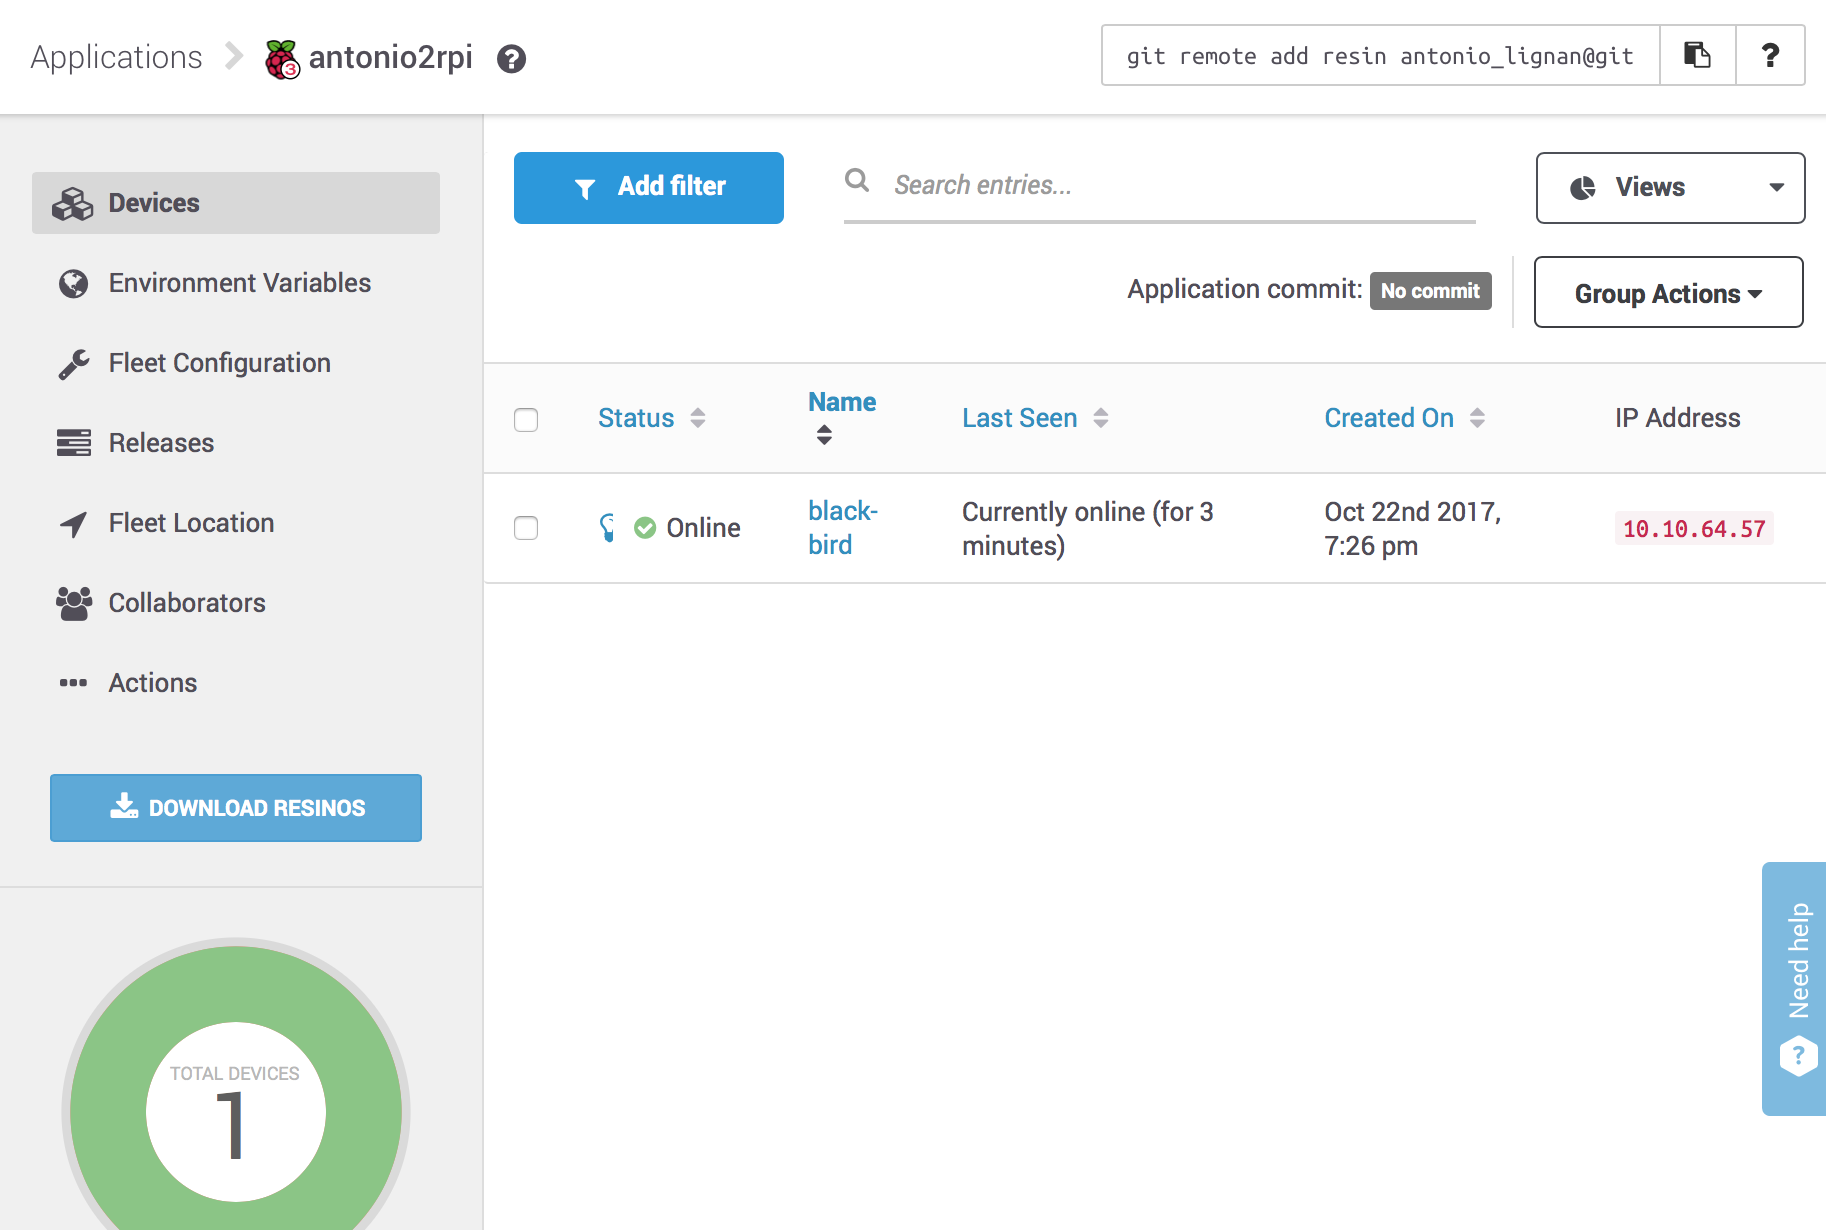 Applications
antonio2rpi
git remote add resin antonio_lignan@git
Devices
Environment Variables
Fleet Configuration
Releases
Fleet Location
Collaborators
Actions
DOWNLOAD RESINOS
TOTAL DEVICES
1
Add filter
Search entries...
Views
Application commit: No commit
Group Actions
Status
Name
Last Seen
Created On
IP Address
Online
black-
bird
Currently online (for 3
minutes)
Oct 22nd 2017,
7:26 pm
10.10.64.57
Need help
?